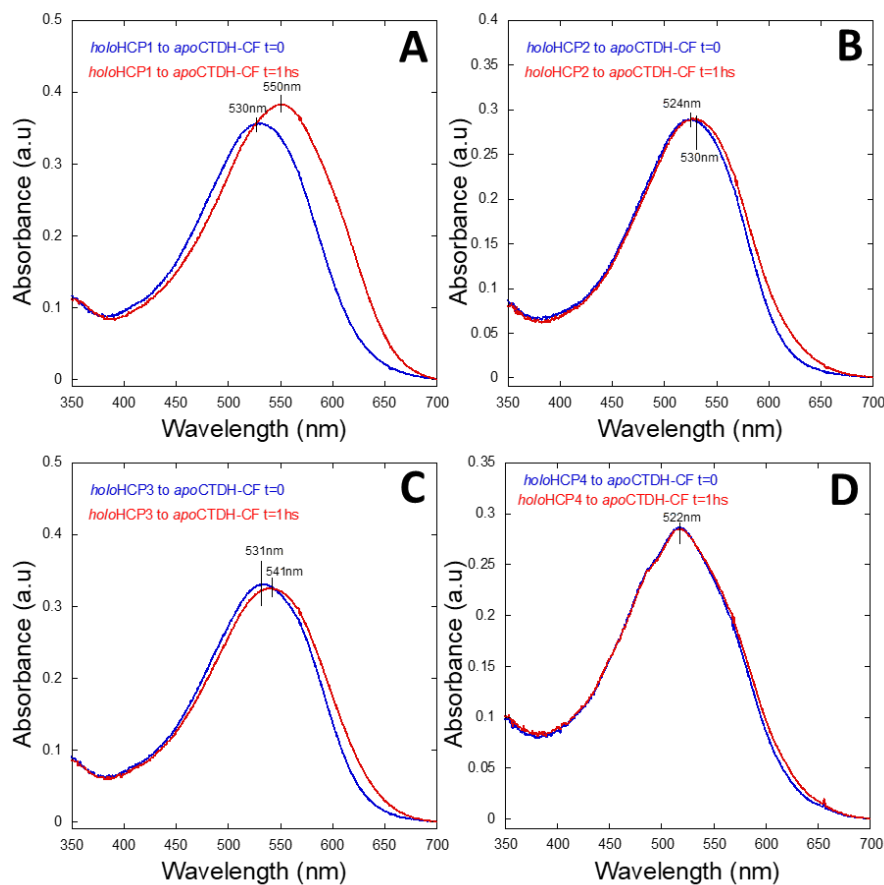 A
holoHCP1 to apoCTDH-CF t=0
holoHCP1 to apoCTDH-CF t=1hs
550nm
530nm
Absorbance (a.u)
0.5
0.4
0.3
0.2
0.1
0
350 400 450 500 550 600 650 700
Wavelength (nm)
B
holoHCP2 to apoCTDH-CF t=0
holoHCP2 to apoCTDH-CF t=1hs
524nm
530nm
Absorbance (a.u)
0.4
0.35
0.3
0.25
0.2
0.15
0.1
0.05
0
350 400 450 500 550 600 650 700
Wavelength (nm)
C
holoHCP3 to apoCTDH-CF t=0
holoHCP3 to apoCTDH-CF t=1hs
531nm
541nm
Absorbance (a.u)
0.5
0.4
0.3
0.2
0.1
0
350 400 450 500 550 600 650 700
Wavelength (nm)
D
holoHCP4 to apoCTDH-CF t=0
holoHCP4 to apoCTDH-CF t=1hs
522nm
Absorbance (a.u)
0.35
0.3
0.25
0.2
0.15
0.1
0.05
0
350 400 450 500 550 600 650 700
Wavelength (nm)